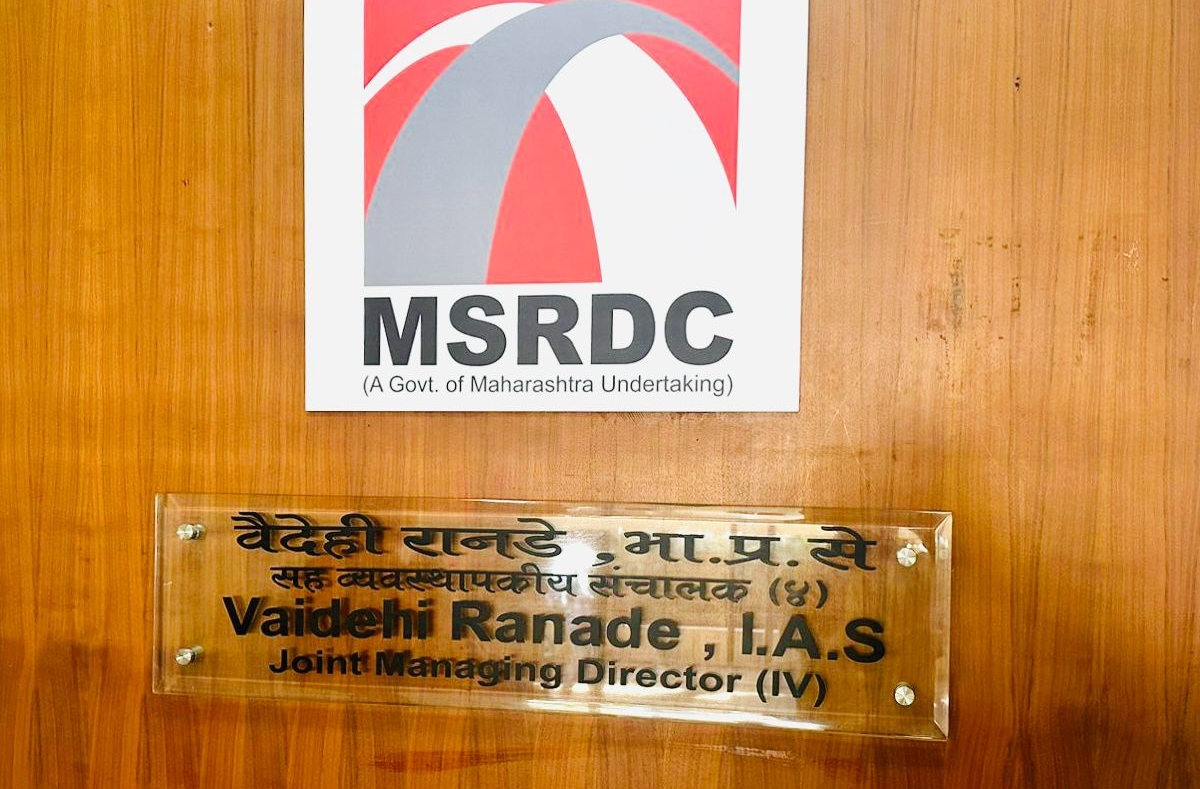 MSRDC
(A Govt. of Maharashtra Undertaking)
वैदेही रानडे ,भा.प्र.से
सह व्यवस्थापकीय संचालक (४)
Vaidehi Ranade , I.A.S
Joint Managing Director (IV)